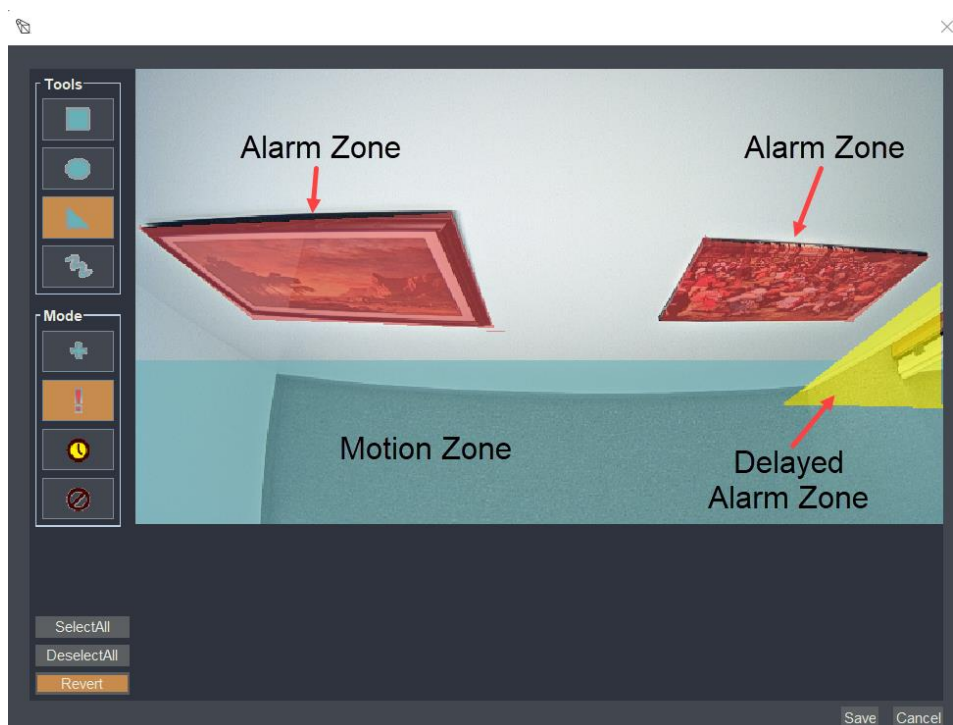 Tools
Alarm Zone
Alarm Zone
Mode
Motion Zone
Delayed
Alarm Zone
SelectAll
DeselectAll
Revert
Save Cancel